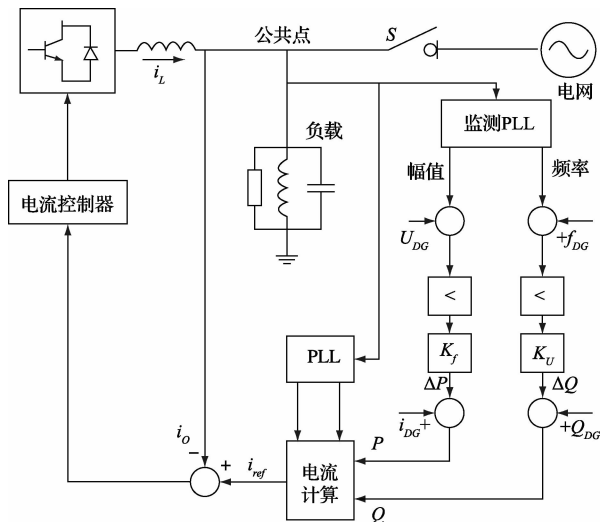 公共点
S
i_L
电网
监测PLL
负载
幅值
频率
电流控制器
U_DG
+f_DG
<
<
K_f
K_U
PLL
ΔP
ΔQ
i_DG+
+Q_DG
i_O
−
+
i_ref
P
电流
计算
Q